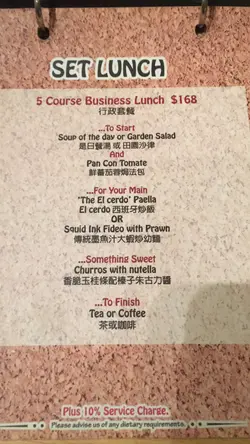 SET LUNCH
5 Course Business Lunch $168
行政套餐
...To Start
Soup of the day or Garden Salad
是日餐湯 或 田園沙律
And
Pan Con Tomate
鮮蕃茄蓉焗法包
...For Your Main
'The El cerdo' Paella
El cerdo 西班牙炒飯
OR
Squid Ink Fideo with Prawn
傳統墨魚汁大蝦炒幼麵
...Something Sweet
Churros with nutella
香脆玉桂條配榛子朱古力醬
...To Finish
Tea or Coffee
茶或咖啡
Plus 10% Service Charge.
Please advise us of any dietary requirements.